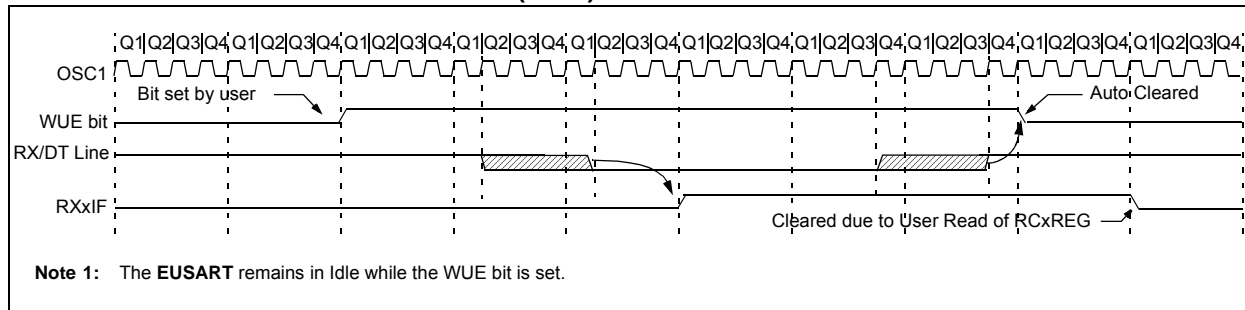 Q1 Q2 Q3 Q4 Q1 Q2 Q3 Q4 Q1 Q2 Q3 Q4 Q1 Q2 Q3 Q4 Q1 Q2 Q3 Q4 Q1 Q2 Q3 Q4 Q1 Q2 Q3 Q4 Q1 Q2 Q3 Q4 Q1 Q2 Q3 Q4 Q1 Q2 Q3 Q4
OSC1
Bit set by user
Auto Cleared
WUE bit
RX/DT Line
RXxIF
Cleared due to User Read of RCxREG
Note 1: The EUSART remains in Idle while the WUE bit is set.